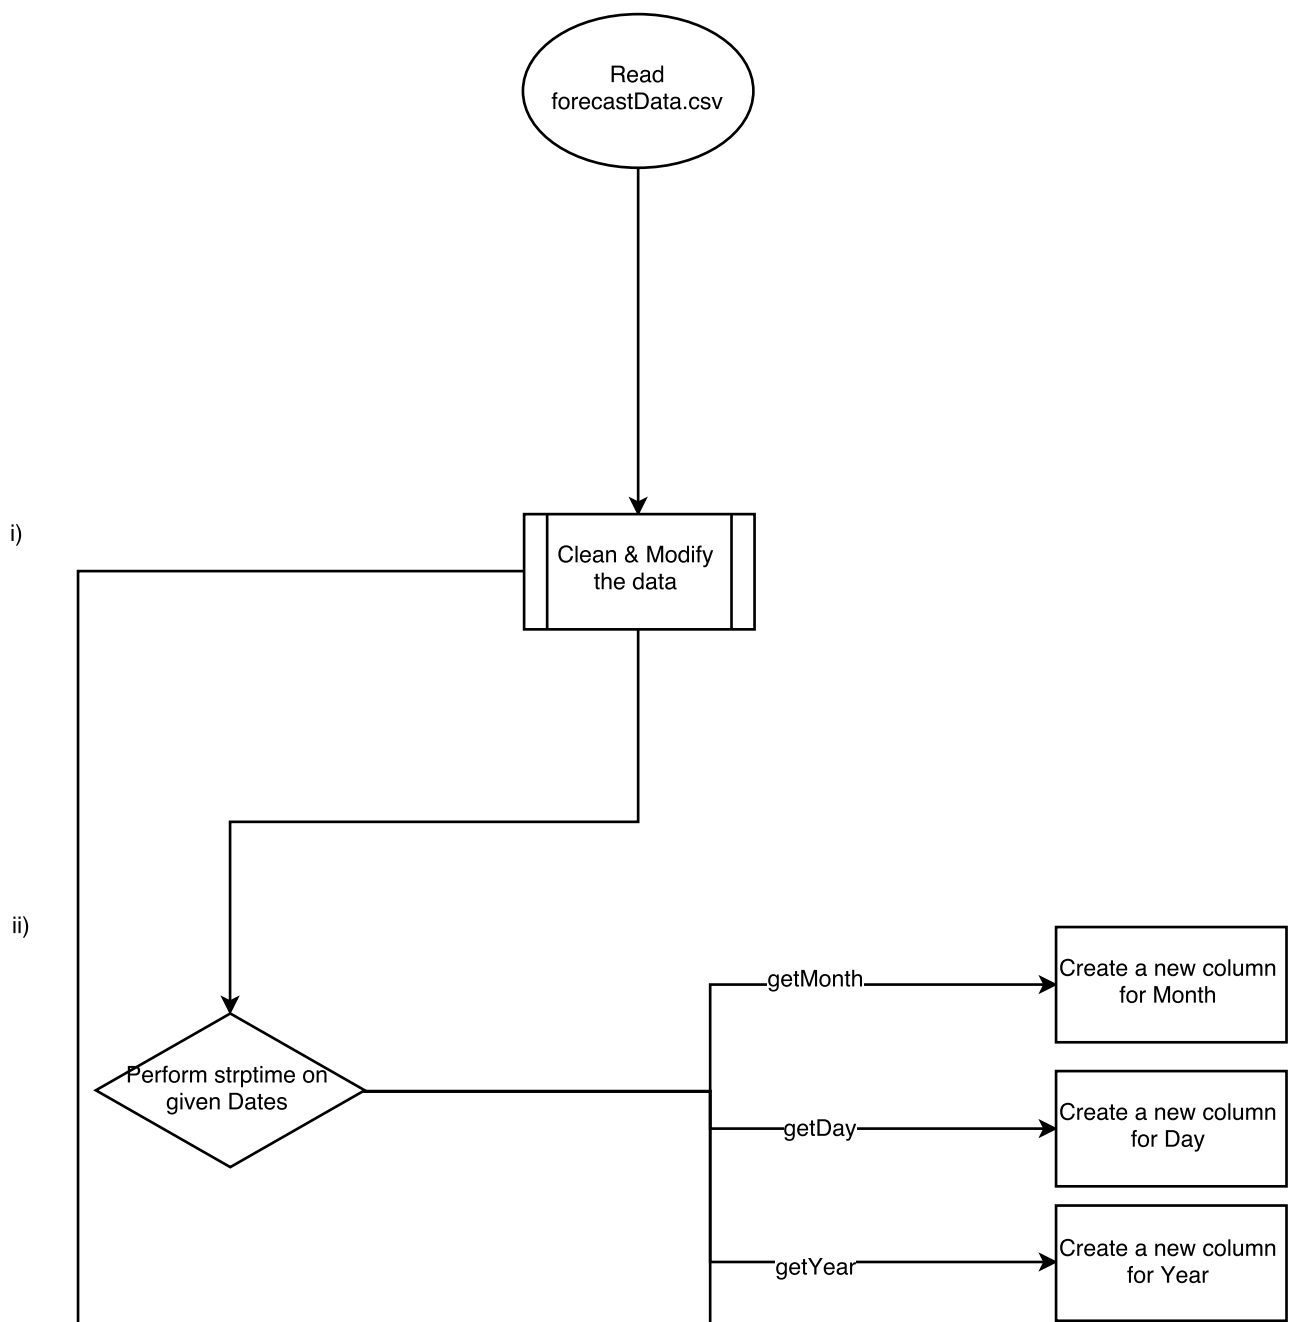 Read
forecastData.csv
i)
Clean & Modify
the data
ii)
getMonth
Create a new column
for Month
Perform strptime on
given Dates
getDay
Create a new column
for Day
getYear
Create a new column
for Year